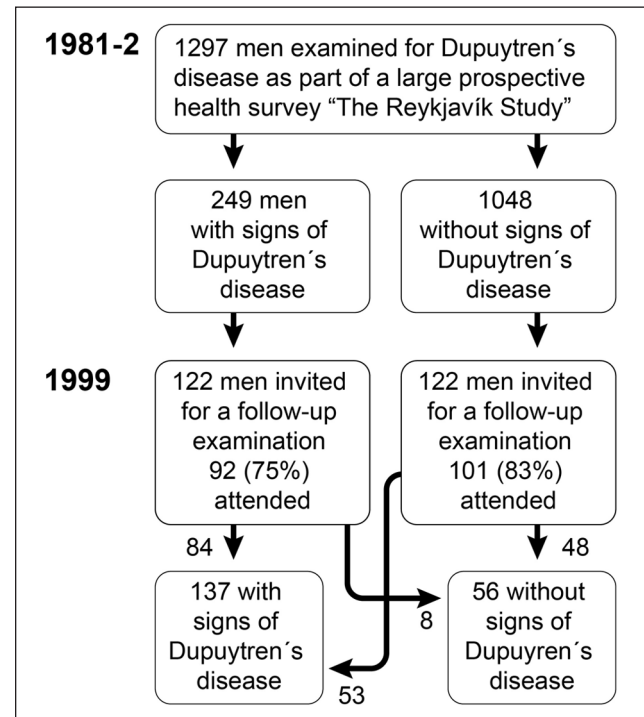 1981-2
1297 men examined for Dupuytren´s
disease as part of a large prospective
health survey “The Reykjavík Study”
249 men
with signs of
Dupuytren´s
disease
1048
without signs of
Dupuytren´s
disease
1999
122 men invited
for a follow-up
examination
92 (75%)
attended
122 men invited
for a follow-up
examination
101 (83%)
attended
84
48
137 with
signs of
Dupuytren´s
disease
8
56 without
signs of
Dupuyren´s
disease
53